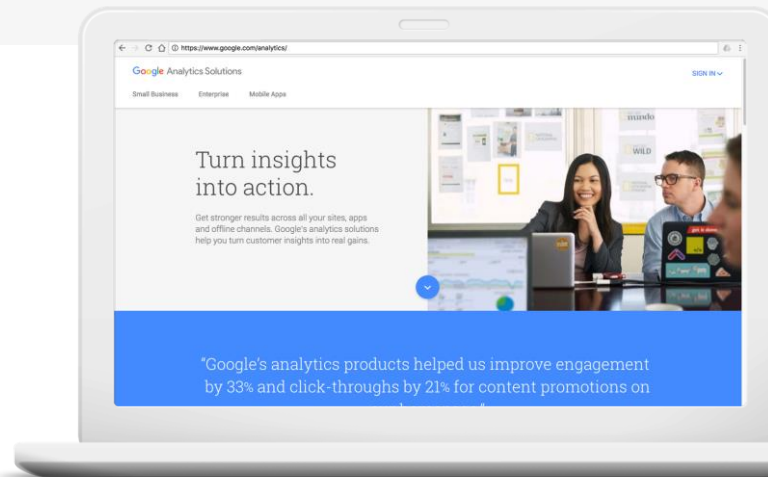 https://www.google.com/analytics/
Google Analytics Solutions
SIGN IN
Small Business Enterprise Mobile Apps
Turn insights
into action.
Get stronger results across all your sites, apps
and offline channels. Google's analytics solutions
help you turn customer insights into real gains.
mundo
WILD
"Google's analytics products helped us improve engagement
by 33% and click-throughs by 21% for content promotions on